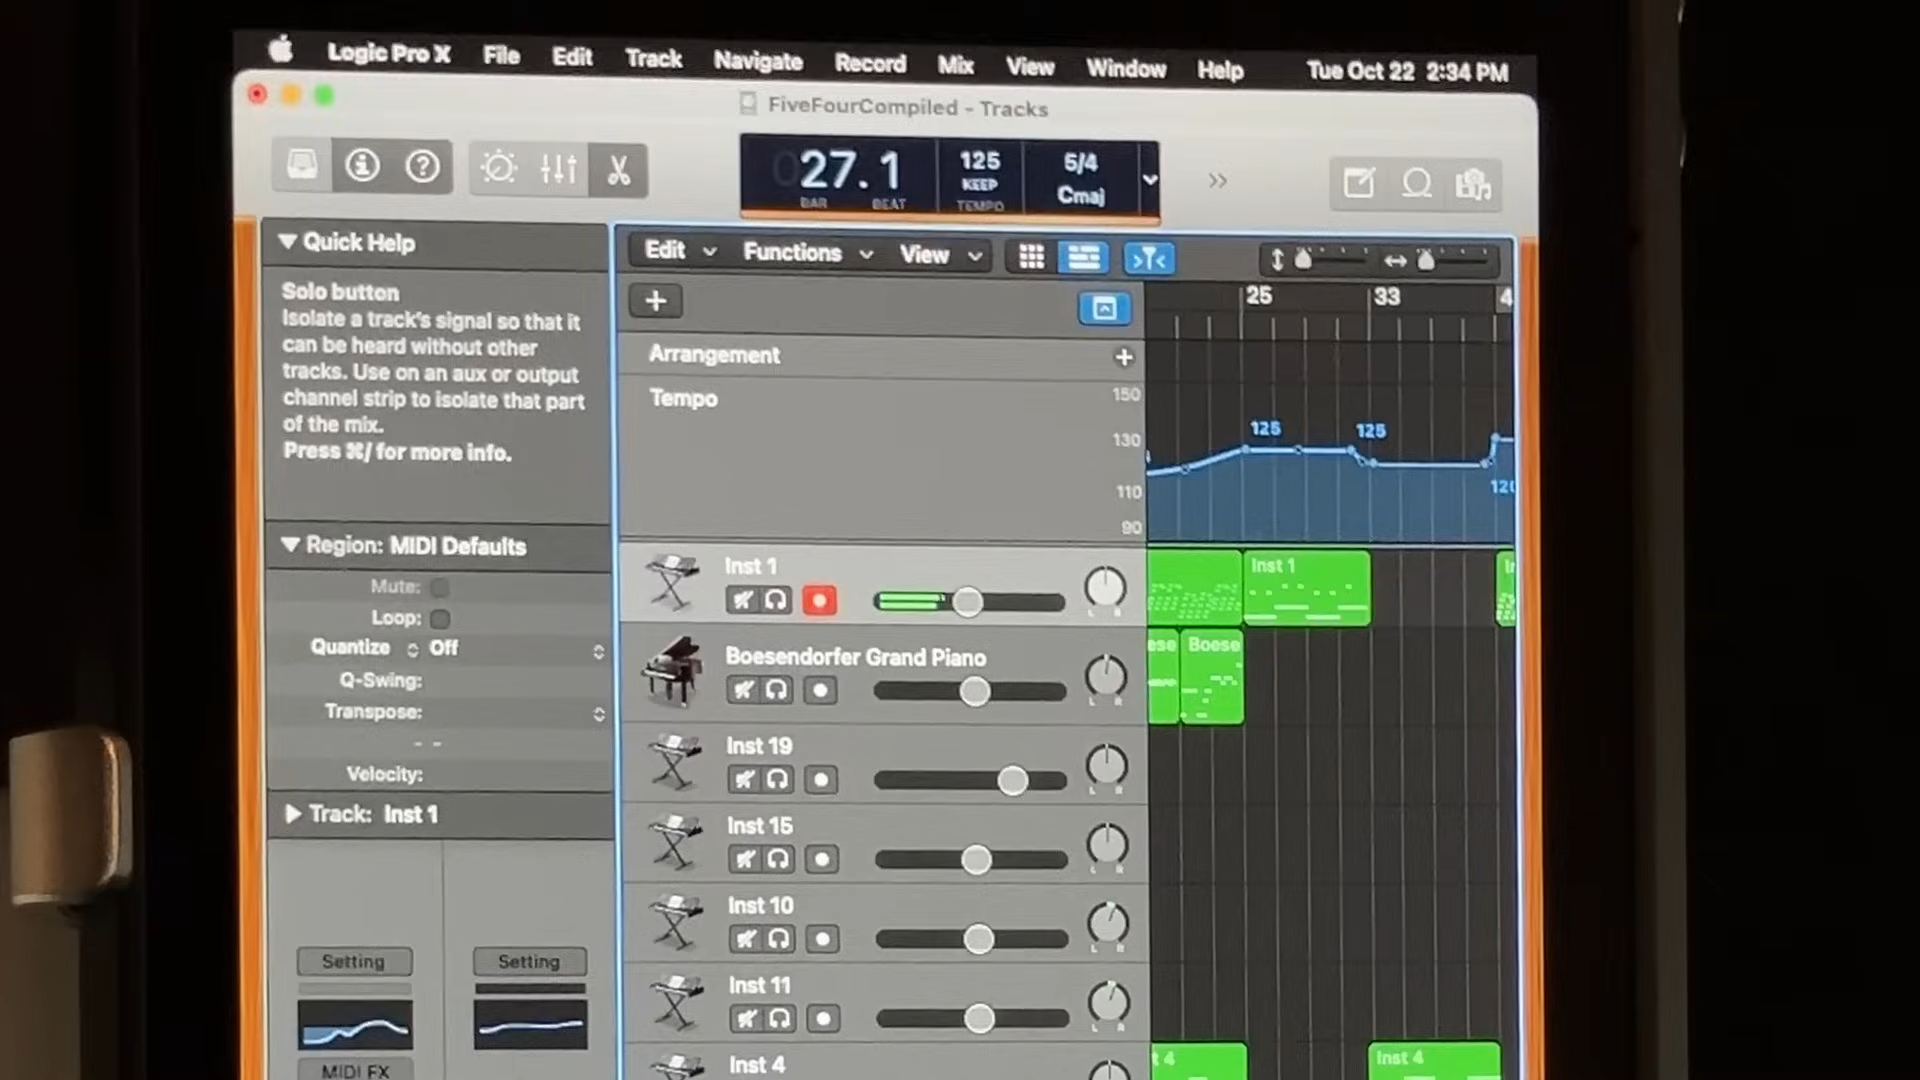 Logic Pro X File Edit Track Navigate Record Mix View Window Help Tue Oct 22 2:34 PM
FiveFourCompiled - Tracks
027.1
BAR BEAT
125
KEEP
TEMPO
5/4
Cmaj
Quick Help
Solo button
Isolate a track's signal so that it
can be heard without other
tracks. Use on an aux or output
channel strip to isolate that part
of the mix.
Press ⌘/ for more info.
Region: MIDI Defaults
Mute:
Loop:
Quantize Off
Q-Swing:
Transpose:
Velocity:
Track: Inst 1
Setting Setting
MIDI FX
Edit Functions View
25 33 4
Arrangement +
Tempo
150
130
110
90
125 125
120
Inst 1
L R
Inst 1
Boesendorfer Grand Piano
L R
ese Boese
Inst 19
L R
Inst 15
L R
Inst 10
L R
Inst 11
L R
Inst 4
t 4 Inst 4